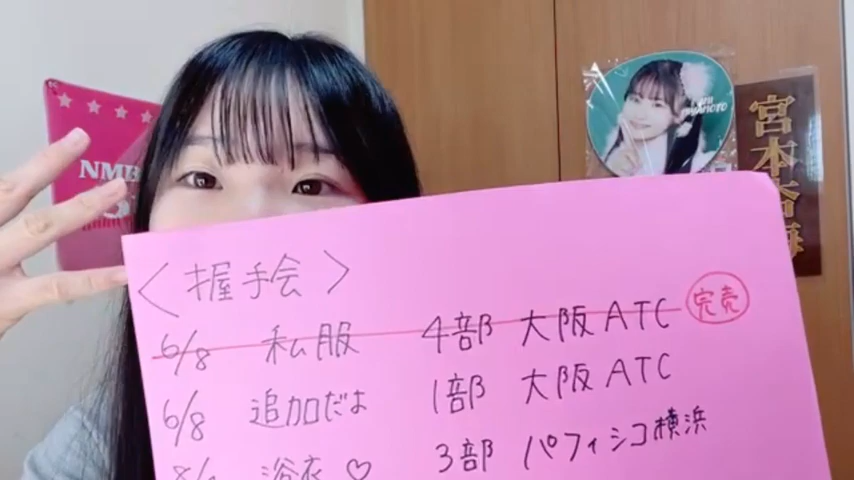 <握手会>
6/8 私服 4部 大阪ATC 完売
6/8 追加だよ 1部 大阪ATC
浴衣♡ 3部 パフィシコ横浜
NMB
宮本